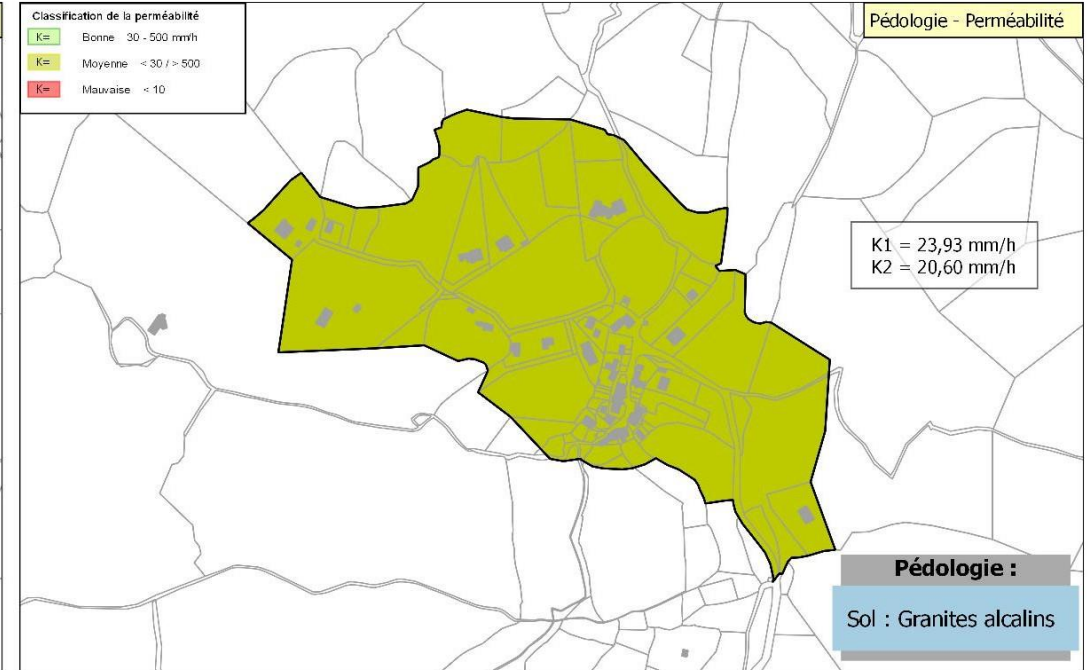 Classification de la perméabilité
K= Bonne 30 - 500 mm/h
K= Moyenne < 30 / > 500
K= Mauvaise < 10
Pédologie - Perméabilité
K1 = 23,93 mm/h
K2 = 20,60 mm/h
Pédologie :
Sol : Granites alcalins